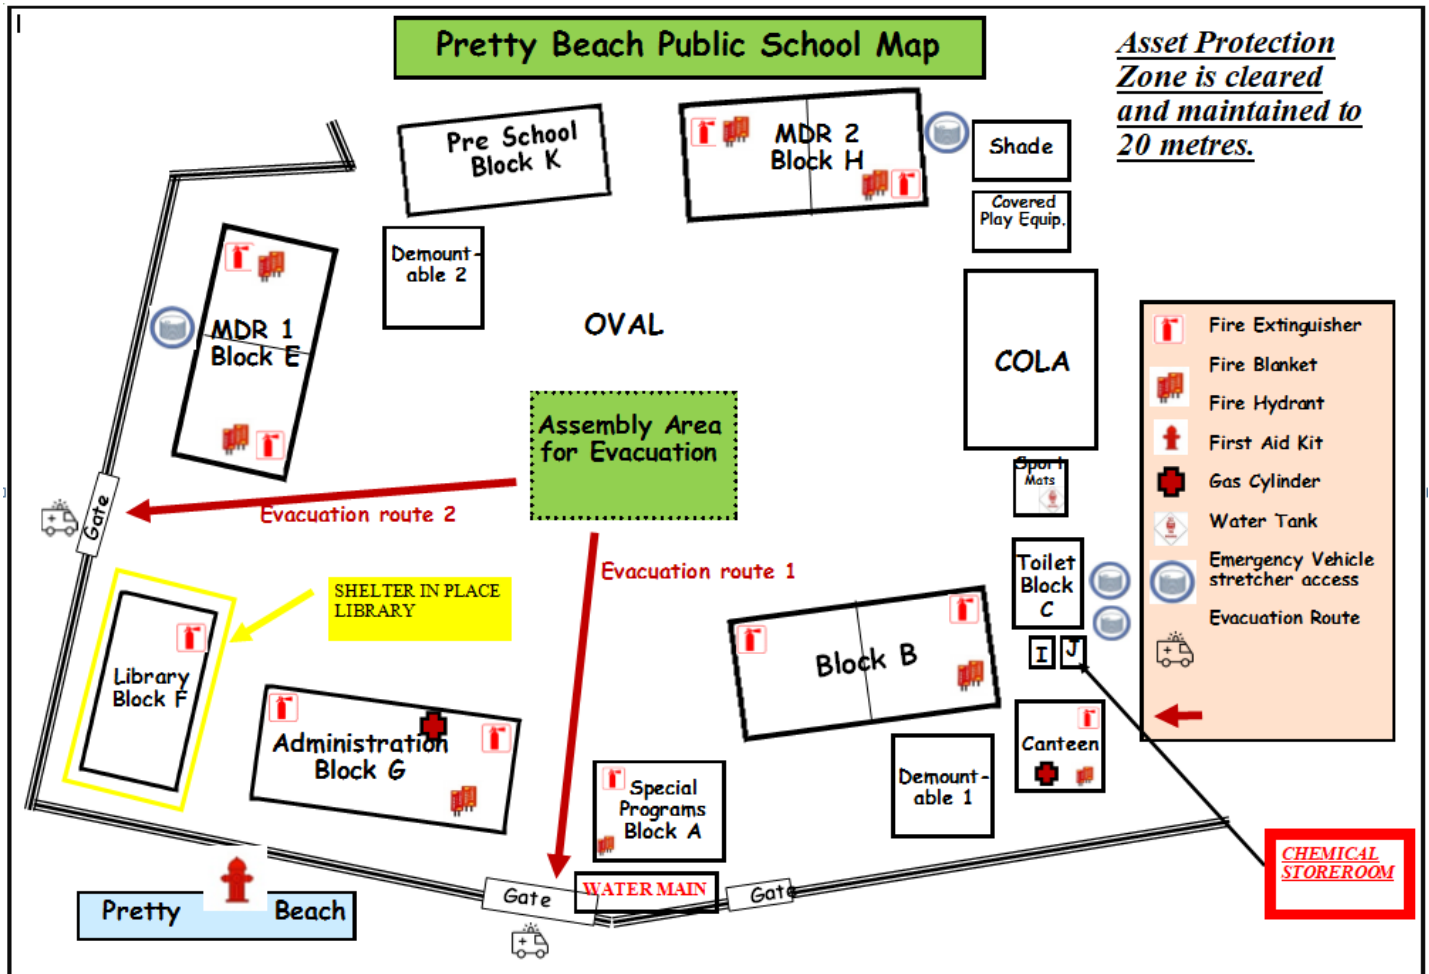 Pretty Beach Public School Map
Asset Protection
Zone is cleared
and maintained to
20 metres.
Pre School
Block K
MDR 2
Block H
Shade
Covered
Play Equip.
Demount-
able 2
MDR 1
Block E
OVAL
COLA
Assembly Area
for Evacuation
Sport
Mats
Fire Extinguisher
Fire Blanket
Fire Hydrant
First Aid Kit
Gas Cylinder
Water Tank
Emergency Vehicle
stretcher access
Evacuation Route
Gate
Evacuation route 2
Evacuation route 1
SHELTER IN PLACE
LIBRARY
Toilet
Block
C
I
J
Library
Block F
Block B
Administration
Block G
Canteen
Special
Programs
Block A
Demount-
able 1
CHEMICAL
STOREROOM
WATER MAIN
Gate
Gate
Pretty Beach